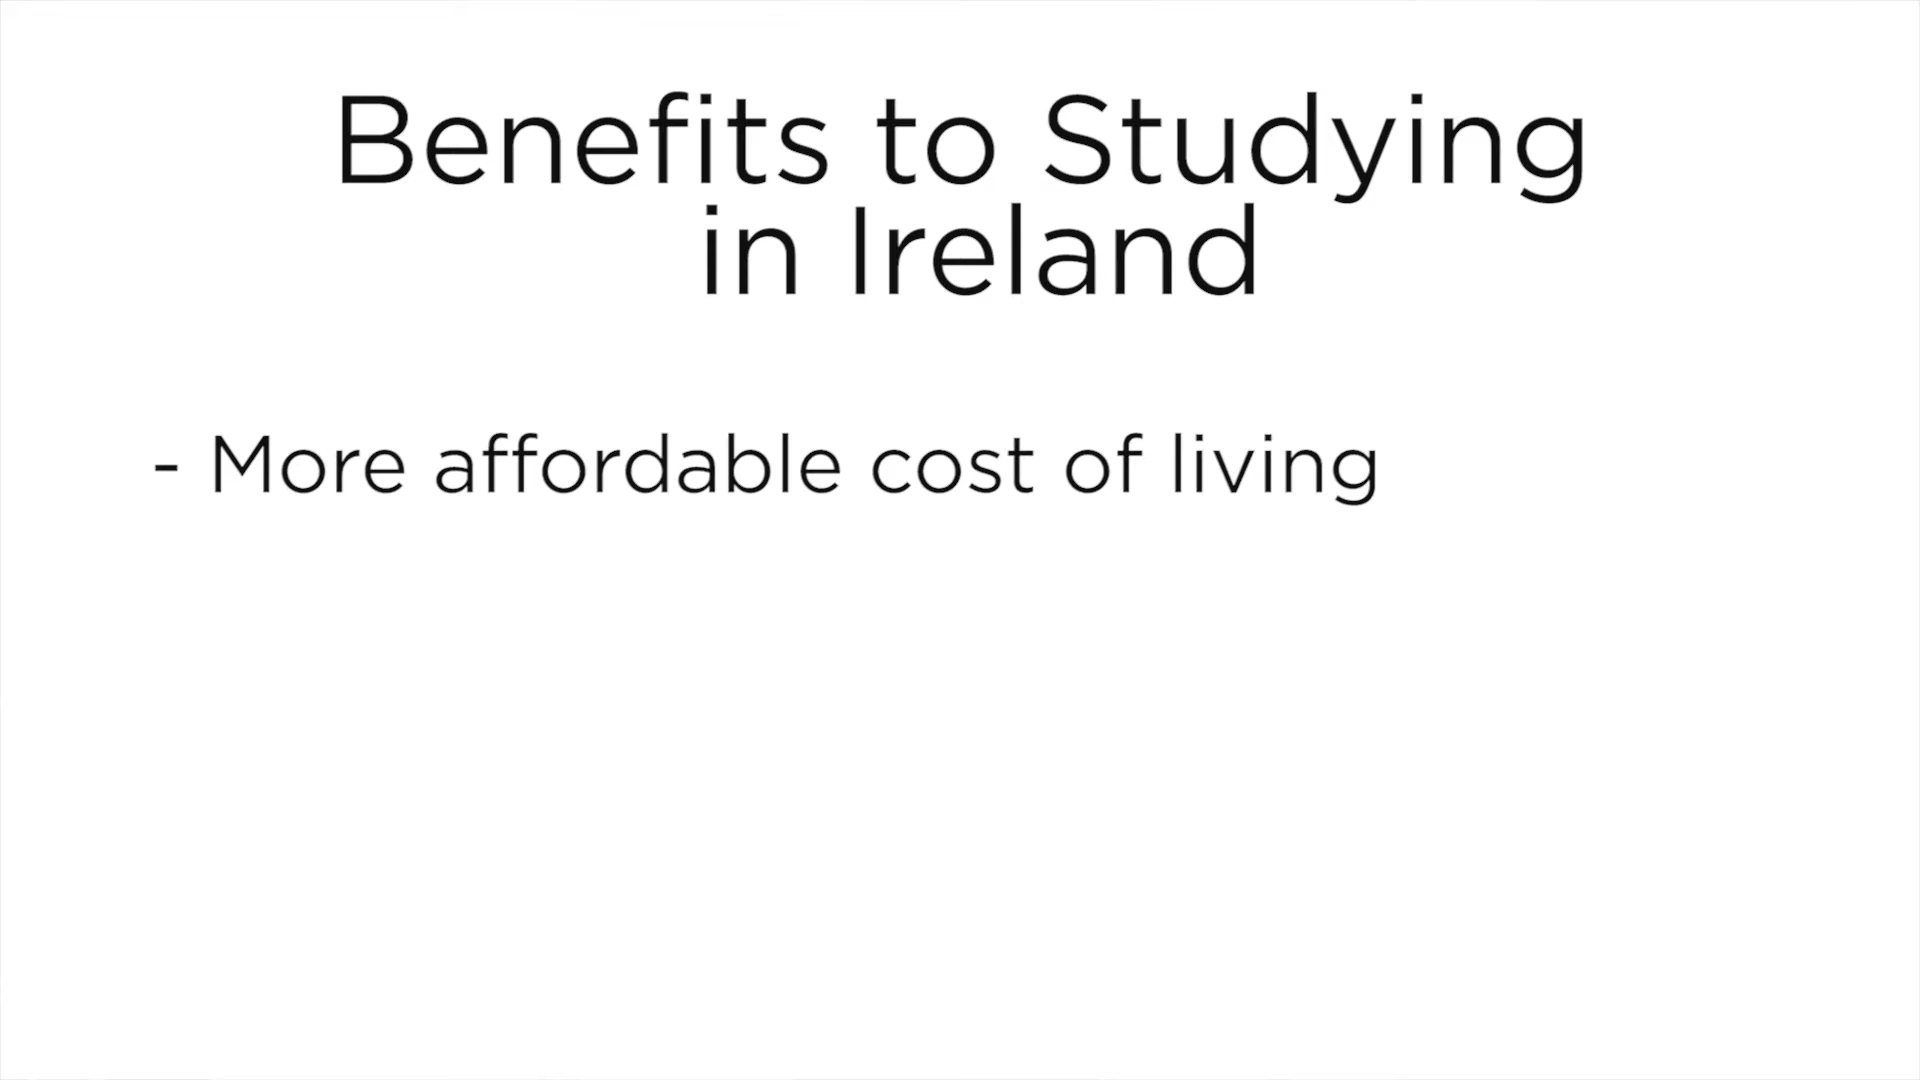 Benefits to Studying
in Ireland
- More affordable cost of living